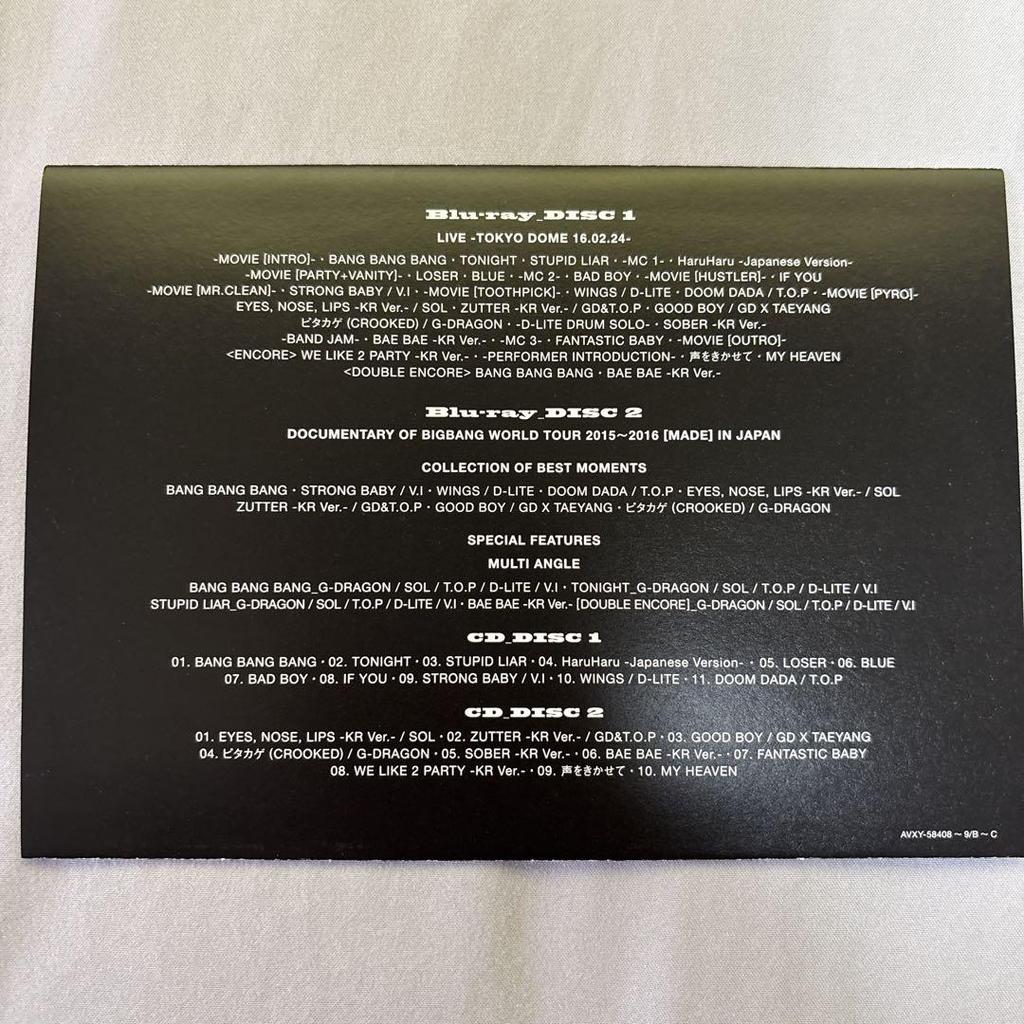 Blu-ray_DISC 1
LIVE -TOKYO DOME 16.02.24-
-MOVIE [INTRO]-・BANG BANG BANG・TONIGHT・STUPID LIAR・-MC 1-・HaruHaru -Japanese Version-
-MOVIE [PARTY+VANITY]-・LOSER・BLUE・-MC 2-・BAD BOY・-MOVIE [HUSTLER]-・IF YOU
-MOVIE [MR.CLEAN]-・STRONG BABY / V.I・-MOVIE [TOOTHPICK]-・WINGS / D-LITE・DOOM DADA / T.O.P・-MOVIE [PYRO]-
EYES, NOSE, LIPS -KR Ver.- / SOL・ZUTTER -KR Ver.- / GD&T.O.P・GOOD BOY / GD X TAEYANG
ピタカゲ (CROOKED) / G-DRAGON・-D-LITE DRUM SOLO-・SOBER -KR Ver.-
-BAND JAM-・BAE BAE -KR Ver.-・-MC 3-・FANTASTIC BABY・-MOVIE [OUTRO]-
<ENCORE> WE LIKE 2 PARTY -KR Ver.-・-PERFORMER INTRODUCTION-・声をきかせて・MY HEAVEN
<DOUBLE ENCORE> BANG BANG BANG・BAE BAE -KR Ver.-
Blu-ray_DISC 2
DOCUMENTARY OF BIGBANG WORLD TOUR 2015～2016 [MADE] IN JAPAN
COLLECTION OF BEST MOMENTS
BANG BANG BANG・STRONG BABY / V.I・WINGS / D-LITE・DOOM DADA / T.O.P・EYES, NOSE, LIPS -KR Ver.- / SOL
ZUTTER -KR Ver.- / GD&T.O.P・GOOD BOY / GD X TAEYANG・ピタカゲ (CROOKED) / G-DRAGON
SPECIAL FEATURES
MULTI ANGLE
BANG BANG BANG_G-DRAGON / SOL / T.O.P / D-LITE / V.I・TONIGHT_G-DRAGON / SOL / T.O.P / D-LITE / V.I
STUPID LIAR_G-DRAGON / SOL / T.O.P / D-LITE / V.I・BAE BAE -KR Ver.- [DOUBLE ENCORE]_G-DRAGON / SOL / T.O.P / D-LITE / V.I
CD_DISC 1
01. BANG BANG BANG・02. TONIGHT・03. STUPID LIAR・04. HaruHaru -Japanese Version-・05. LOSER・06. BLUE
07. BAD BOY・08. IF YOU・09. STRONG BABY / V.I・10. WINGS / D-LITE・11. DOOM DADA / T.O.P
CD_DISC 2
01. EYES, NOSE, LIPS -KR Ver.- / SOL・02. ZUTTER -KR Ver.- / GD&T.O.P・03. GOOD BOY / GD X TAEYANG
04. ピタカゲ (CROOKED) / G-DRAGON・05. SOBER -KR Ver.-・06. BAE BAE -KR Ver.-・07. FANTASTIC BABY
08. WE LIKE 2 PARTY -KR Ver.-・09. 声をきかせて・10. MY HEAVEN
AVXY-58408～9/B～C